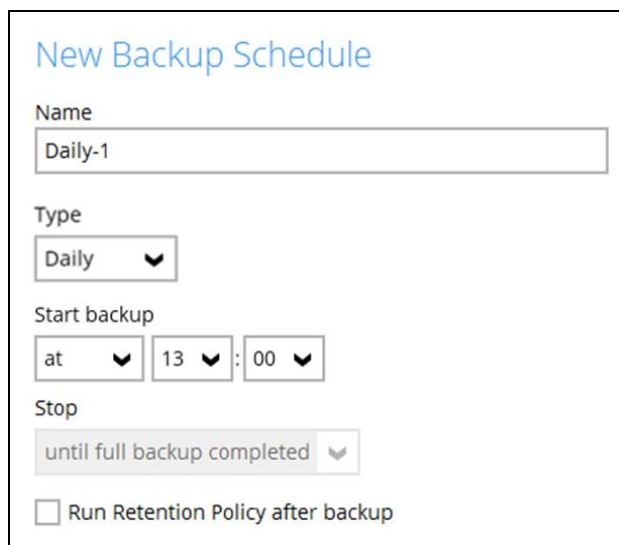 New Backup Schedule
Name
Daily-1
Type
Daily
Start backup
at 13 : 00
Stop
until full backup completed
Run Retention Policy after backup